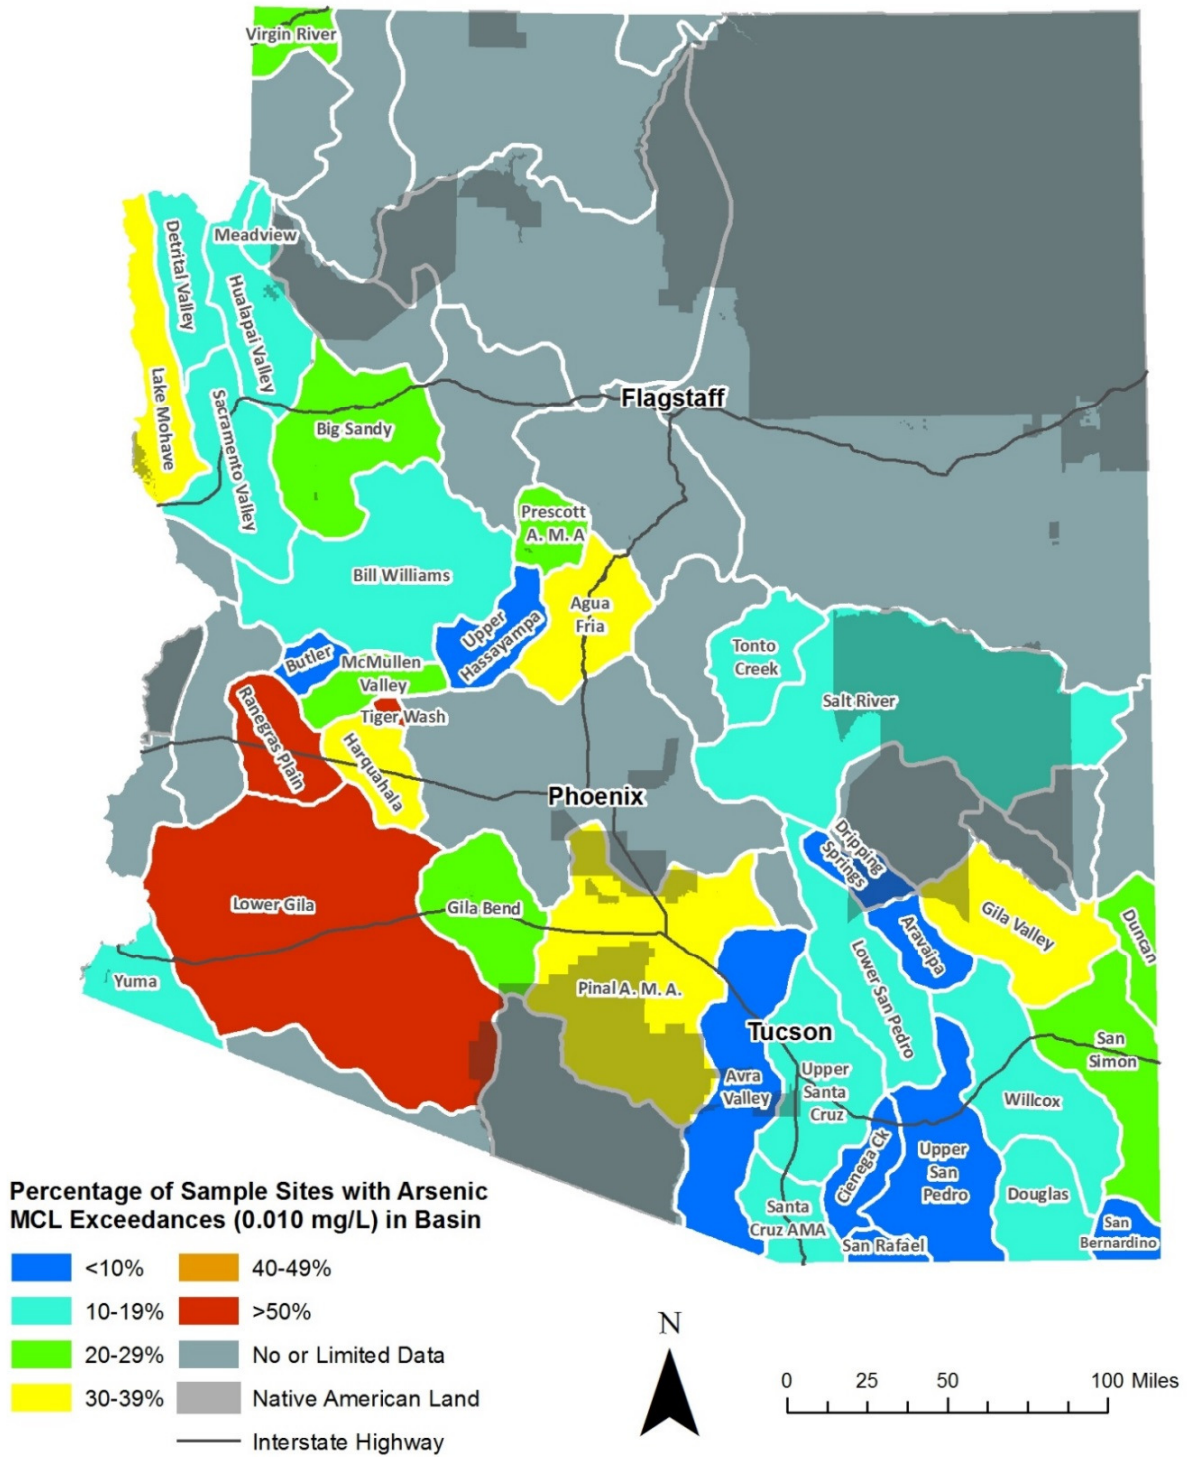 Virgin River
Meadview
Detrital Valley
Hualapai Valley
Lake Mohave
Sacramento Valley
Flagstaff
Big Sandy
Prescott
A. M. A
Bill Williams
Agua
Fria
Upper
Hassayampa
Butler
McMullen
Valley
Tiger Wash
Tonto
Creek
Salt River
Ranegras Plain
Harquahala
Phoenix
Dripping
Springs
Lower Gila
Gila Bend
Gila Valley
Duncan
Aravaipa
Yuma
Pinal A. M. A.
Lower San Pedro
Tucson
San
Simon
Avra
Valley
Upper
Santa
Cruz
Willcox
Cienega Ck
Upper
San
Pedro
Douglas
Santa
Cruz AMA
San Rafael
San
Bernardino
Percentage of Sample Sites with Arsenic
MCL Exceedances (0.010 mg/L) in Basin
<10%
40-49%
10-19%
>50%
20-29%
No or Limited Data
30-39%
Native American Land
Interstate Highway
N
0 25 50 100 Miles